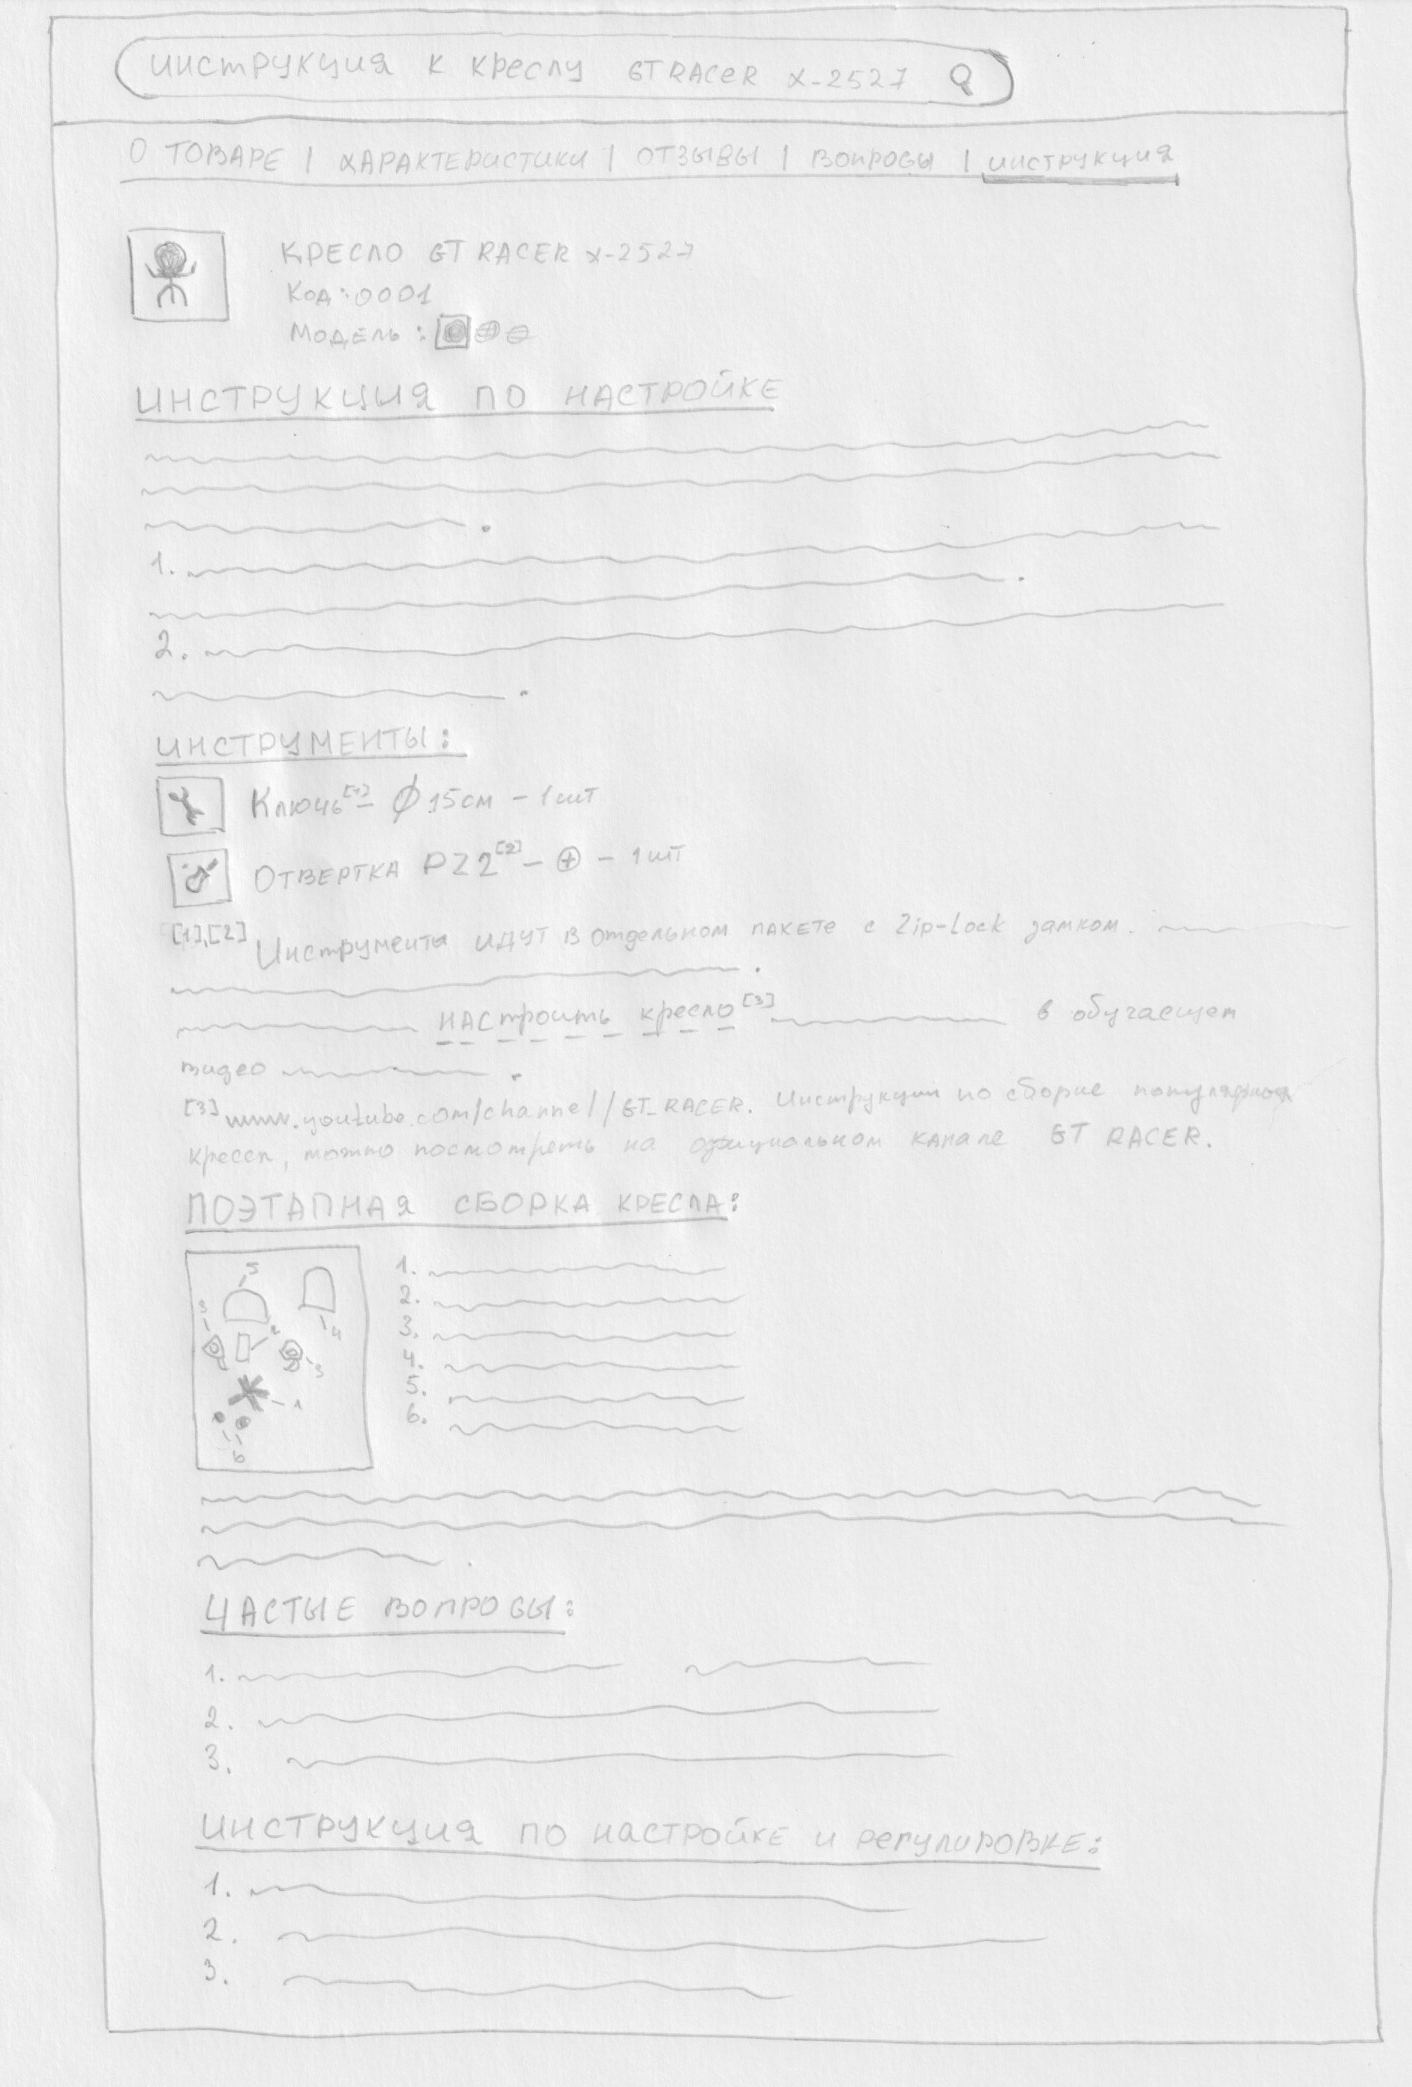 инструкция к креслу GT RACER X-2527
О ТОВАРЕ | ХАРАКТЕРИСТИКИ | ОТЗЫВЫ | ВОПРОСЫ | ИНСТРУКЦИЯ
КРЕСЛО GT RACER X-2527
Код:0001
Модель:
ИНСТРУКЦИЯ ПО НАСТРОЙКЕ
1.
2.
ИНСТРУМЕНТЫ:
Ключь[1] – Ø 15см – 1шт
ОТВЕРТКА PZ2[2] – ⊕ – 1шт
[1],[2] Инструменты идут в отдельном пакете с Zip-Lock замком.
настроить кресло[3] в обучаещем
видео
[3] www.youtube.com/channel//GT_RACER. Инструкции по сборке популярных
кресел, можно посмотреть на официальном канале GT RACER.
ПОЭТАПНАЯ СБОРКА КРЕСЛА:
5
3
2
4
3
1
6
1.
2.
3.
4.
5.
6.
ЧАСТЫЕ ВОПРОСЫ:
1.
2.
3.
ИНСТРУКЦИЯ ПО НАСТРОЙКЕ И РЕГУЛИРОВКЕ:
1.
2.
3.